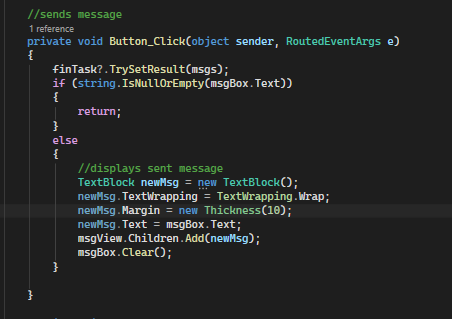 //sends message
1 reference
private void Button_Click(object sender, RoutedEventArgs e)
{
finTask?.TrySetResult(msgs);
if (string.IsNullOrEmpty(msgBox.Text))
{
return;
}
else
{
//displays sent message
TextBlock newMsg = new TextBlock();
newMsg.TextWrapping = TextWrapping.Wrap;
newMsg.Margin = new Thickness(10);
newMsg.Text = msgBox.Text;
msgView.Children.Add(newMsg);
msgBox.Clear();
}
}